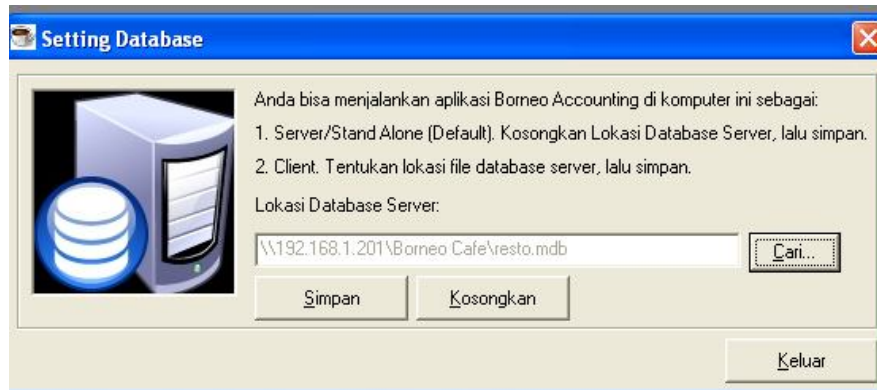 Setting Database
Anda bisa menjalankan aplikasi Borneo Accounting di komputer ini sebagai:
1. Server/Stand Alone (Default). Kosongkan Lokasi Database Server, lalu simpan.
2. Client. Tentukan lokasi file database server, lalu simpan.
Lokasi Database Server:
\\192.168.1.201\Borneo Cafe\resto.mdb
Cari...
Simpan Kosongkan
Keluar